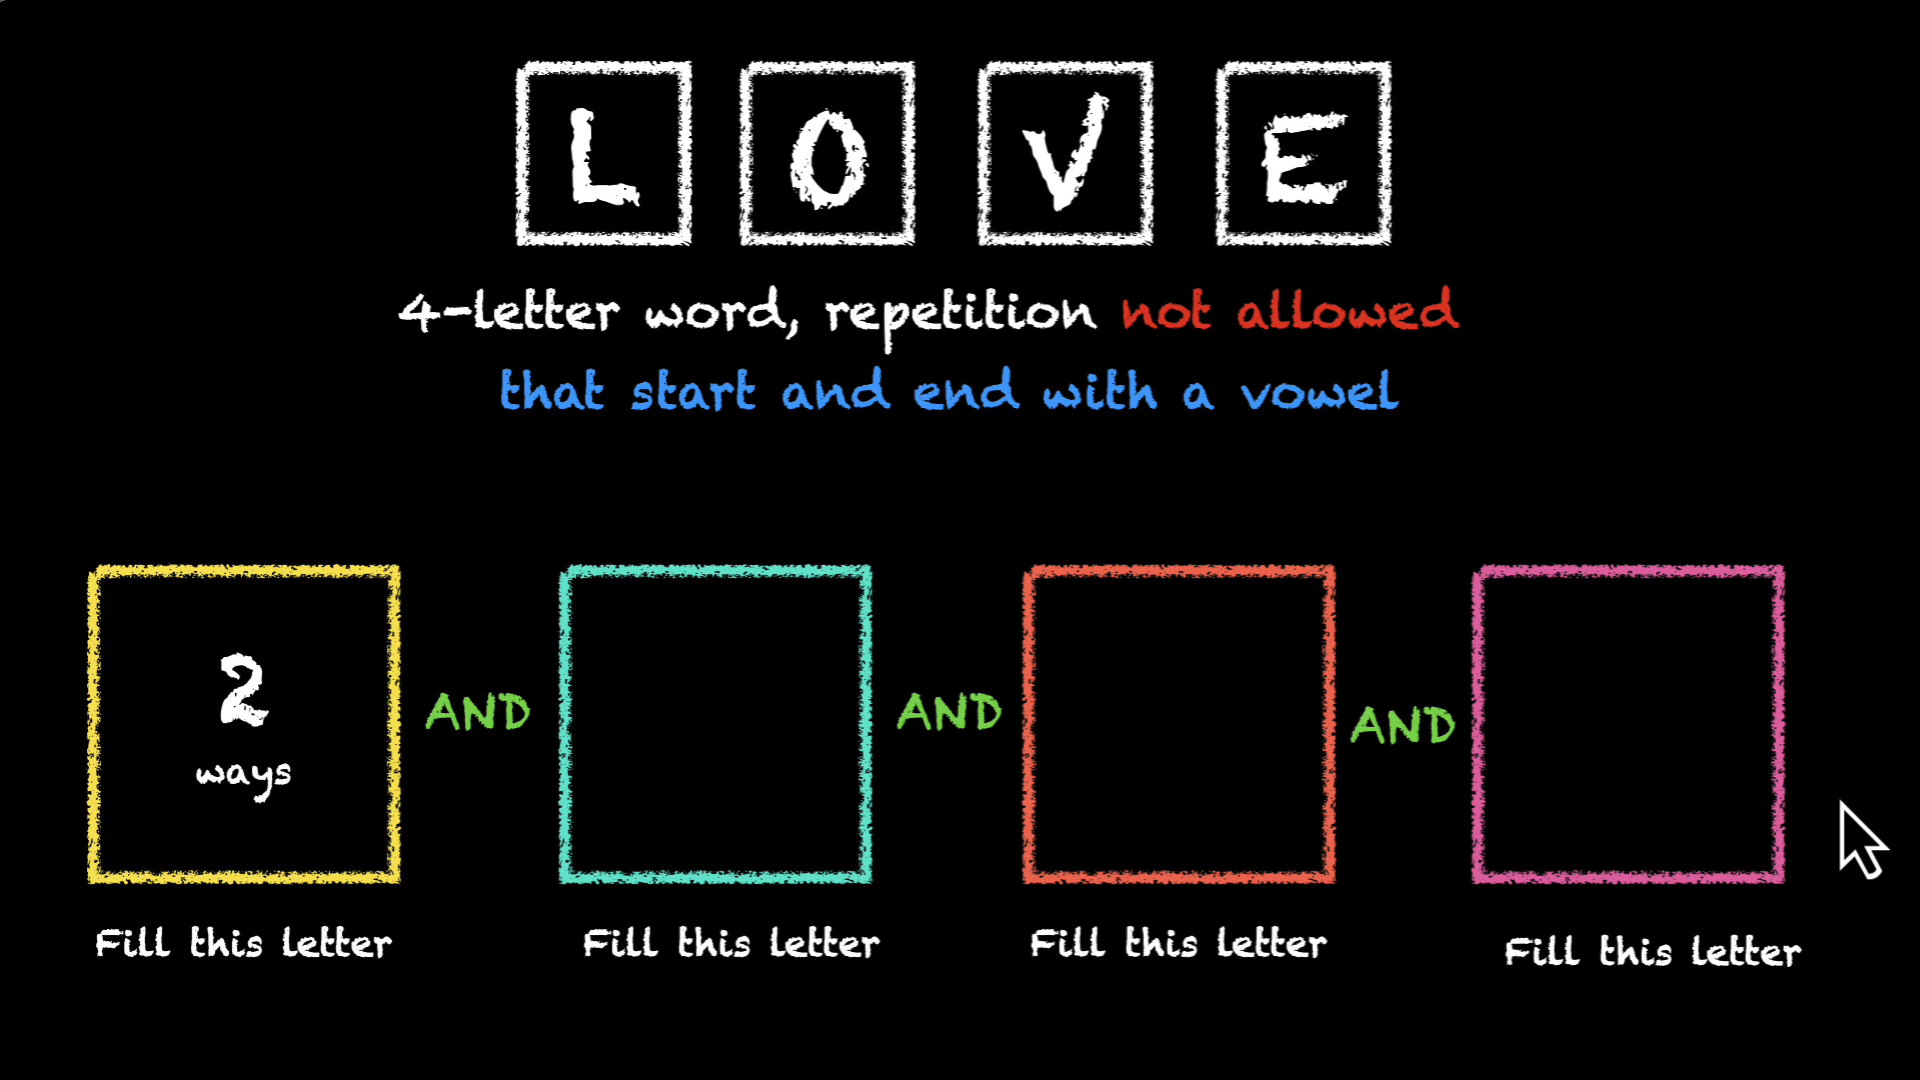 L O V E
4-letter word, repetition not allowed
that start and end with a vowel
2
ways
AND
AND
AND
Fill this letter
Fill this letter
Fill this letter
Fill this letter